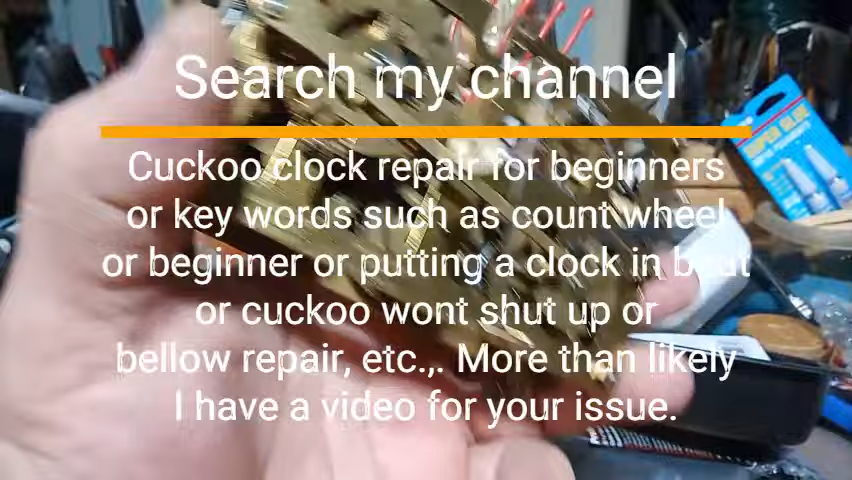 Search my channel
Cuckoo clock repair for beginners
or key words such as count wheel
or beginner or putting a clock in beat
or cuckoo wont shut up or
bellow repair, etc.,. More than likely
I have a video for your issue.
SUPER GLUE